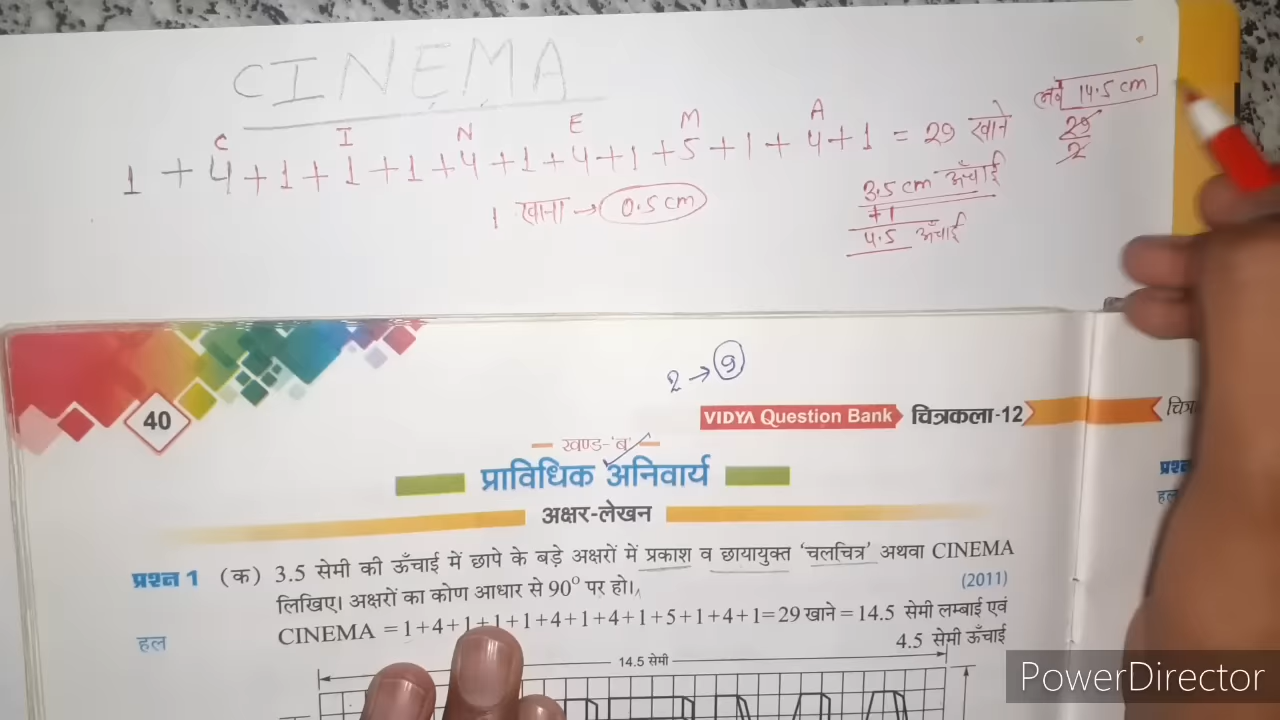 CINEMA
C I N E M A
1 + 4 + 1 + 1 + 1 + 4 + 1 + 4 + 1 + 5 + 1 + 4 + 1 = 29 खाने
14.5 cm
29
2
1 खाना → 0.5 cm
3.5 cm ऊँचाई
+1
4.5 ऊँचाई
2 → 9
40
VIDYA Question Bank चित्रकला-12
खण्ड-'ब'
प्राविधिक अनिवार्य
अक्षर-लेखन
प्रश्न 1 (क) 3.5 सेमी की ऊँचाई में छापे के बड़े अक्षरों में प्रकाश व छायायुक्त 'चलचित्र' अथवा CINEMA
लिखिए। अक्षरों का कोण आधार से 90° पर हो। (2011)
हल CINEMA = 1+4+1+1+1+4+1+4+1+5+1+4+1=29 खाने = 14.5 सेमी लम्बाई एवं
4.5 सेमी ऊँचाई
14.5 सेमी
PowerDirector